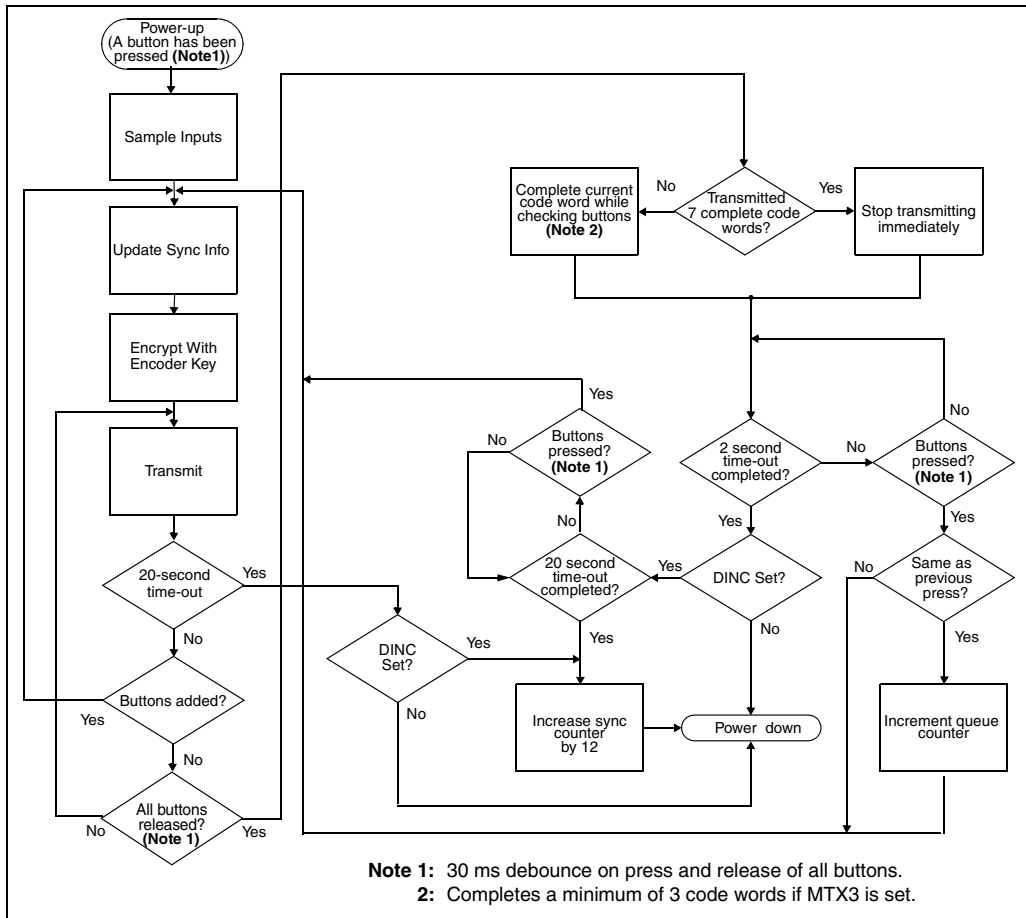 Power-up
(A button has been
pressed (Note1))
Sample Inputs
Update Sync Info
Encrypt With
Encoder Key
Transmit
20-second
time-out
Yes
No
Buttons added?
Yes
No
All buttons
released?
(Note 1)
No
Yes
Complete current
code word while
checking buttons
(Note 2)
No
Transmitted
7 complete code
words?
Yes
Stop transmitting
immediately
Yes
No
Buttons
pressed?
(Note 1)
No
2 second
time-out
completed?
No
Yes
No
Buttons
pressed?
(Note 1)
Yes
20 second
time-out
completed?
Yes
Yes
DINC Set?
No
No
Same as
previous
press?
Yes
DINC
Set?
Yes
No
Increase sync
counter
by 12
Power down
Increment queue
counter
Note 1: 30 ms debounce on press and release of all buttons.
2: Completes a minimum of 3 code words if MTX3 is set.